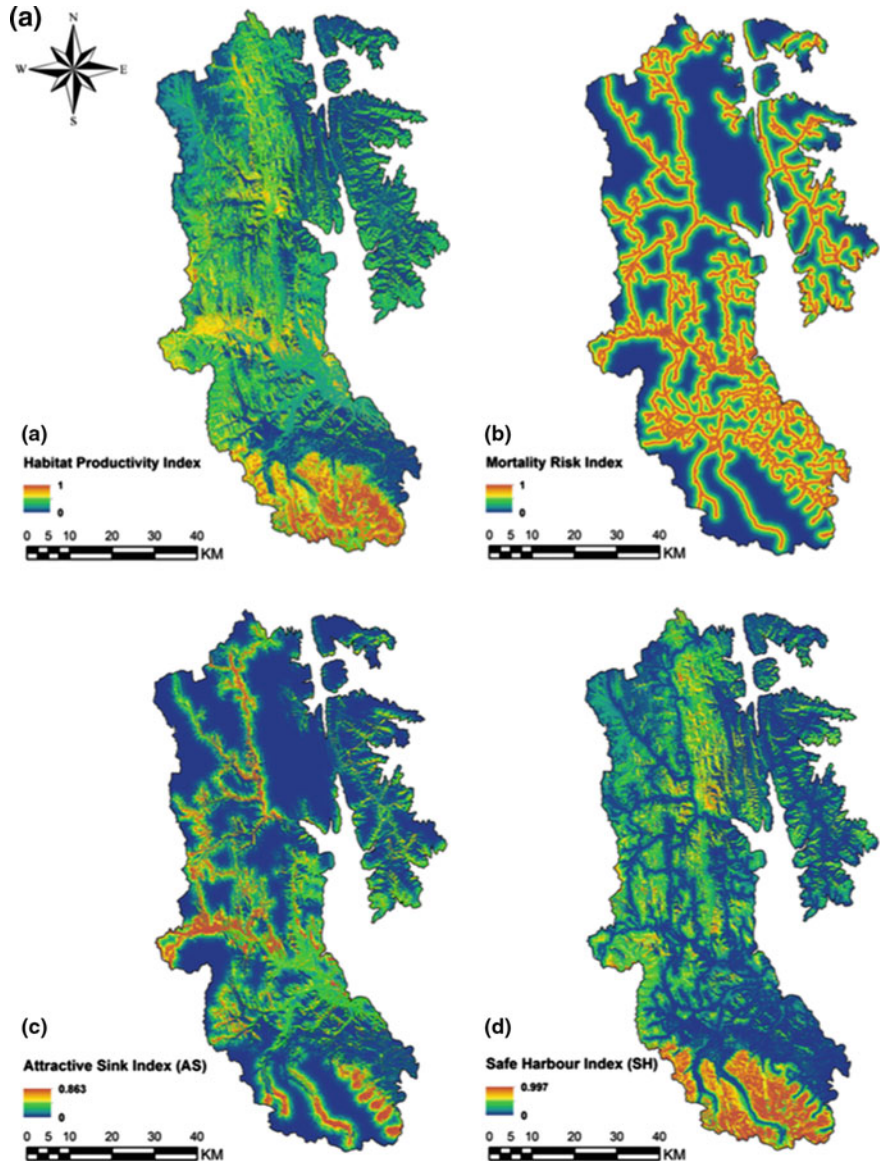 (a)
N
W E
S
(a)
Habitat Productivity Index
1
0
0 5 10 20 30 40
KM
(b)
Mortality Risk Index
1
0
0 5 10 20 30 40
KM
(c)
Attractive Sink Index (AS)
0.863
0
0 5 10 20 30 40
KM
(d)
Safe Harbour Index (SH)
0.997
0
0 5 10 20 30 40
KM